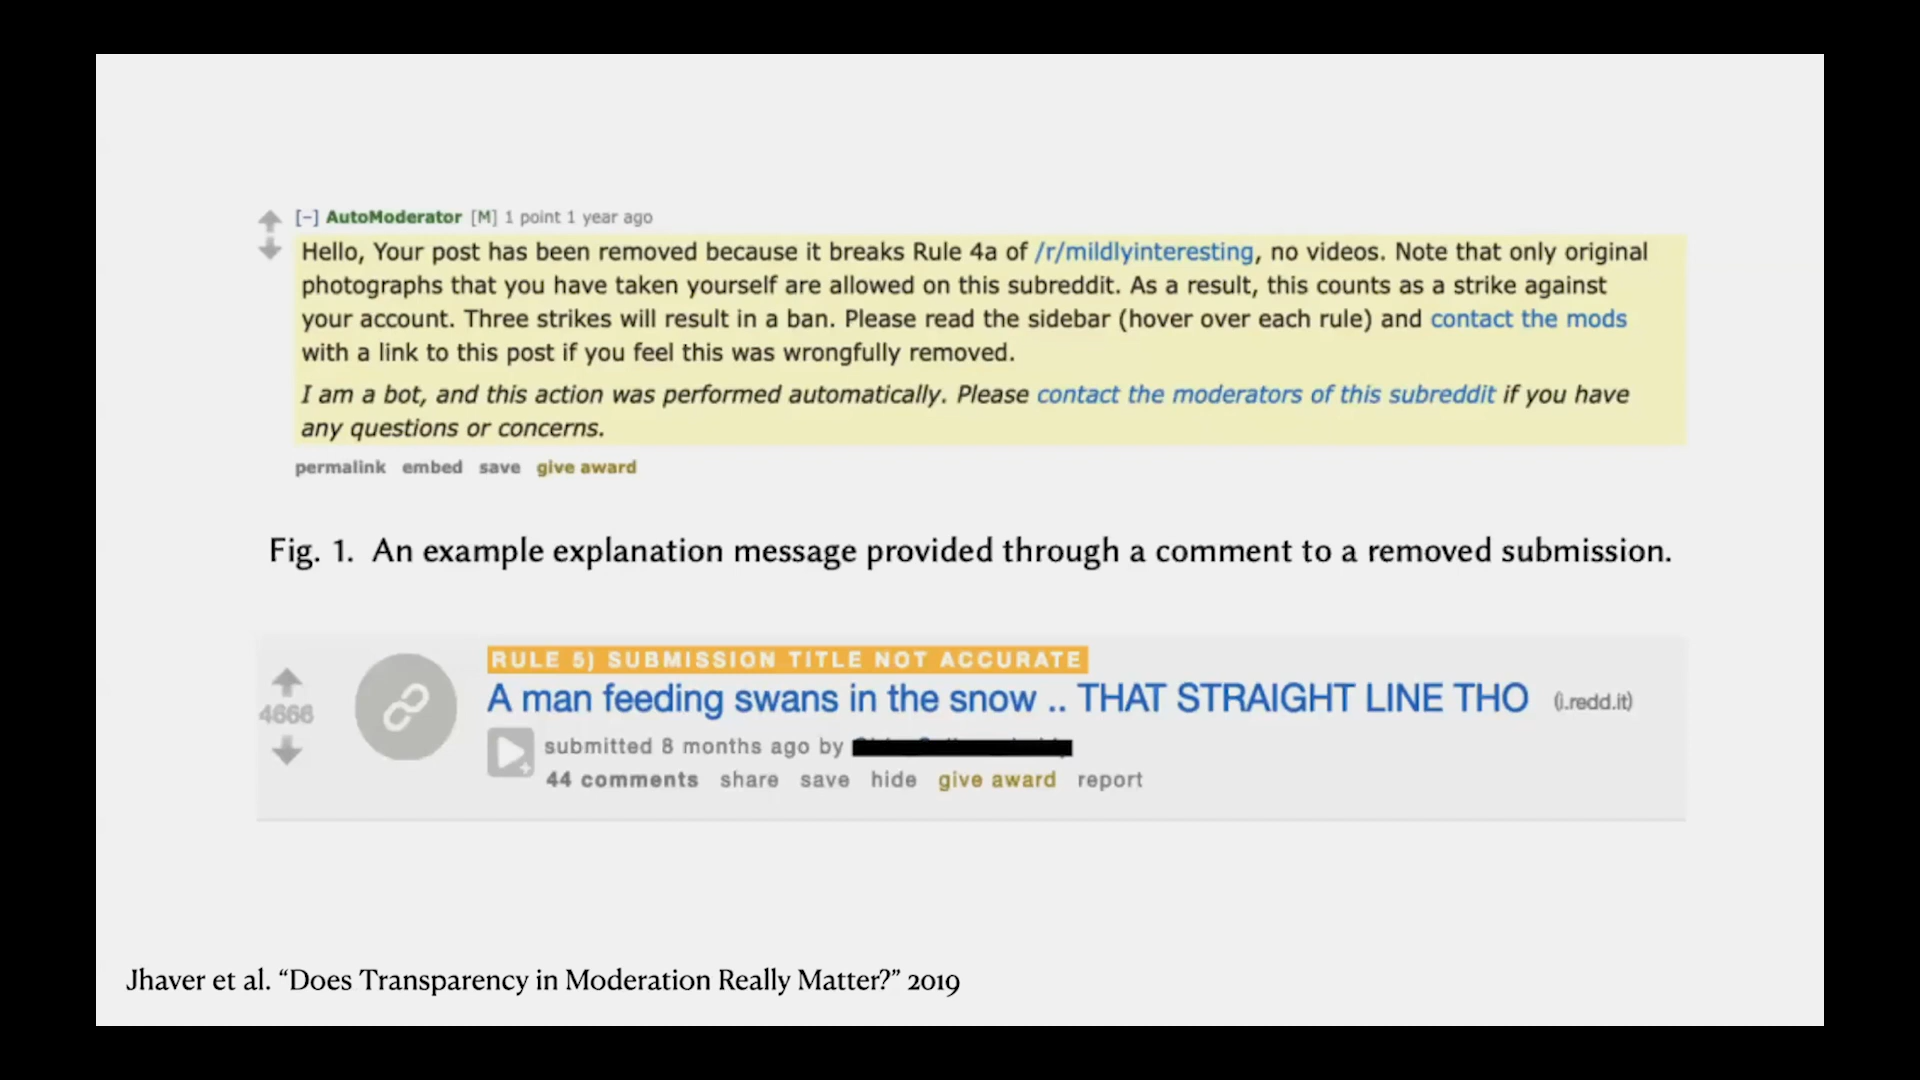 [–] AutoModerator [M] 1 point 1 year ago
Hello, Your post has been removed because it breaks Rule 4a of /r/mildlyinteresting, no videos. Note that only original
photographs that you have taken yourself are allowed on this subreddit. As a result, this counts as a strike against
your account. Three strikes will result in a ban. Please read the sidebar (hover over each rule) and contact the mods
with a link to this post if you feel this was wrongfully removed.
I am a bot, and this action was performed automatically. Please contact the moderators of this subreddit if you have
any questions or concerns.
permalink embed save give award
Fig. 1. An example explanation message provided through a comment to a removed submission.
RULE 5) SUBMISSION TITLE NOT ACCURATE
4666
A man feeding swans in the snow .. THAT STRAIGHT LINE THO (i.redd.it)
submitted 8 months ago by
44 comments share save hide give award report
Jhaver et al. “Does Transparency in Moderation Really Matter?” 2019